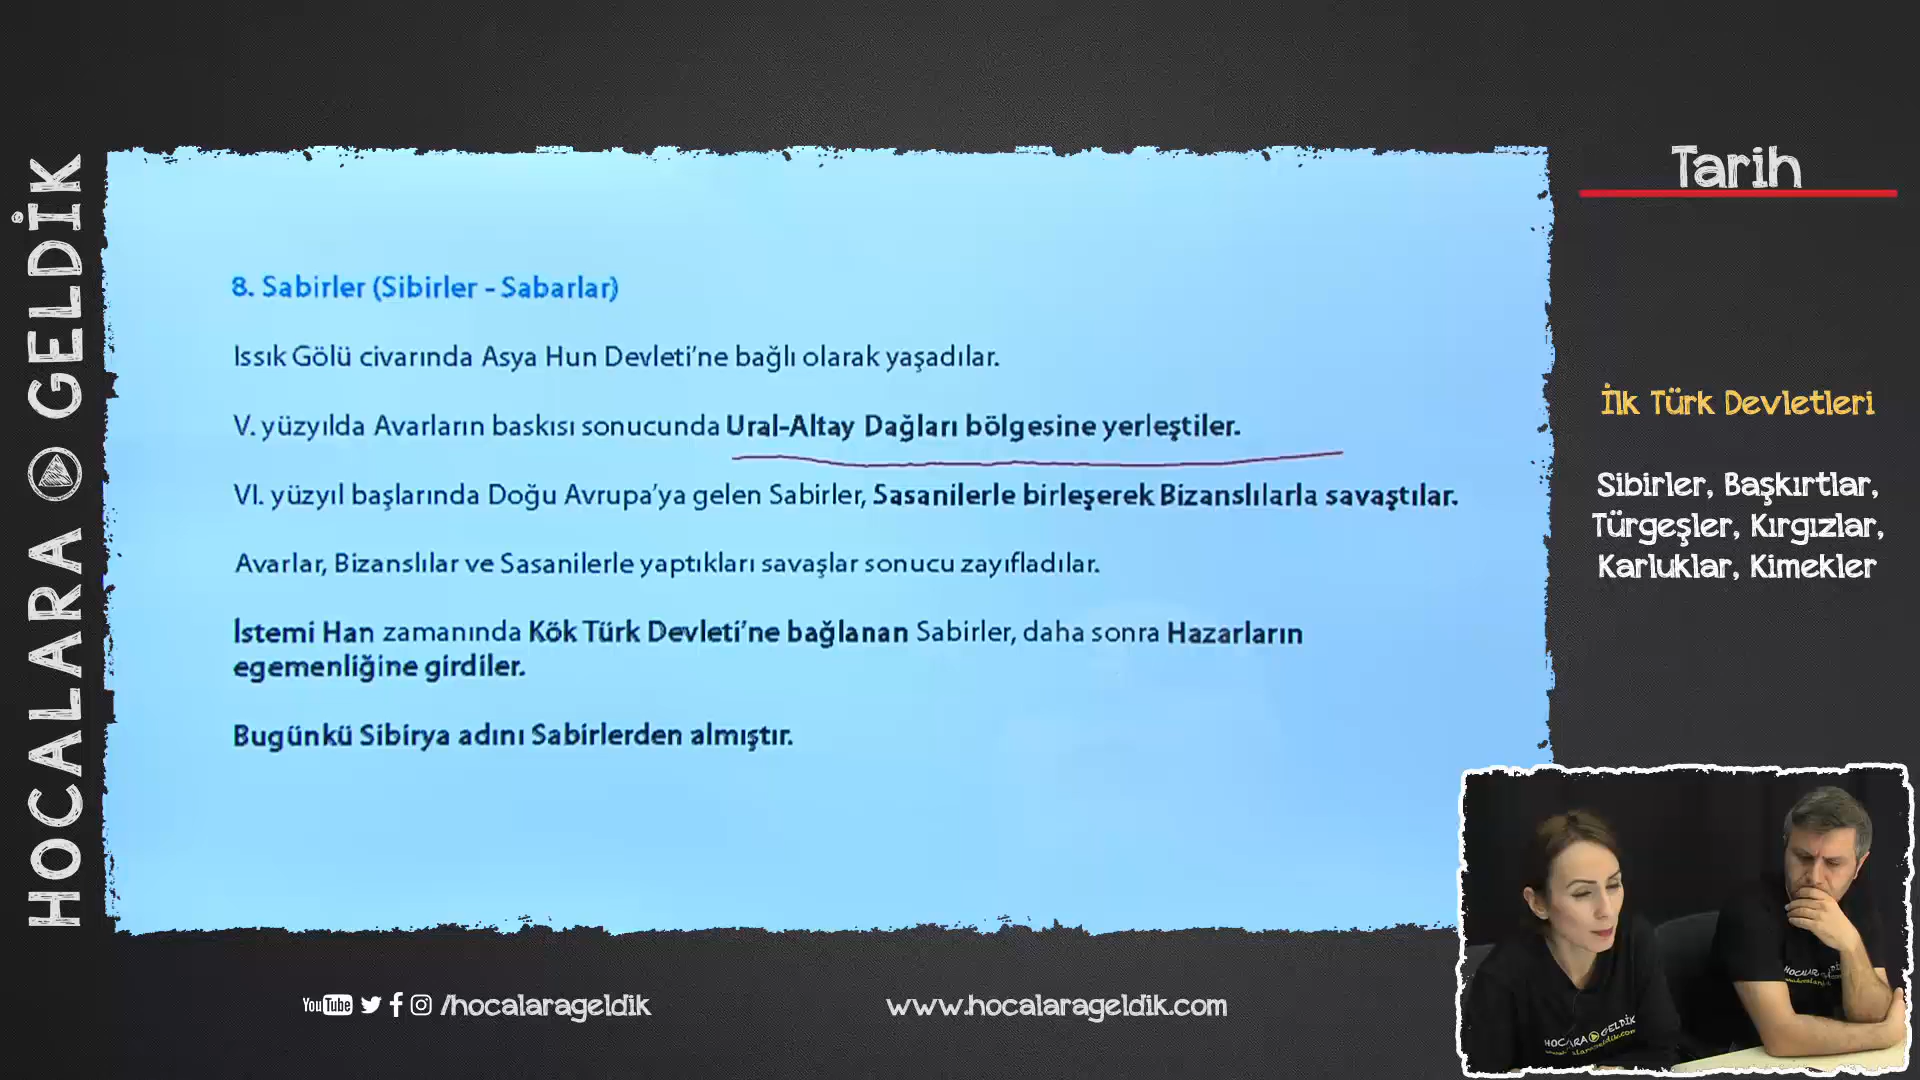 HOCALARA GELDİK
Tarih
8. Sabirler (Sibirler - Sabarlar)
Issık Gölü civarında Asya Hun Devleti'ne bağlı olarak yaşadılar.
V. yüzyılda Avarların baskısı sonucunda Ural-Altay Dağları bölgesine yerleştiler.
VI. yüzyıl başlarında Doğu Avrupa'ya gelen Sabirler, Sasanilerle birleşerek Bizanslılarla savaştılar.
Avarlar, Bizanslılar ve Sasanilerle yaptıkları savaşlar sonucu zayıfladılar.
İstemi Han zamanında Kök Türk Devleti'ne bağlanan Sabirler, daha sonra Hazarların
egemenliğine girdiler.
Bugünkü Sibirya adını Sabirlerden almıştır.
İlk Türk Devletleri
Sibirler, Başkırtlar,
Türgeşler, Kırgızlar,
Karluklar, Kimekler
YouTube /hocalarageldik
www.hocalarageldik.com
HOCALARA GELDİK